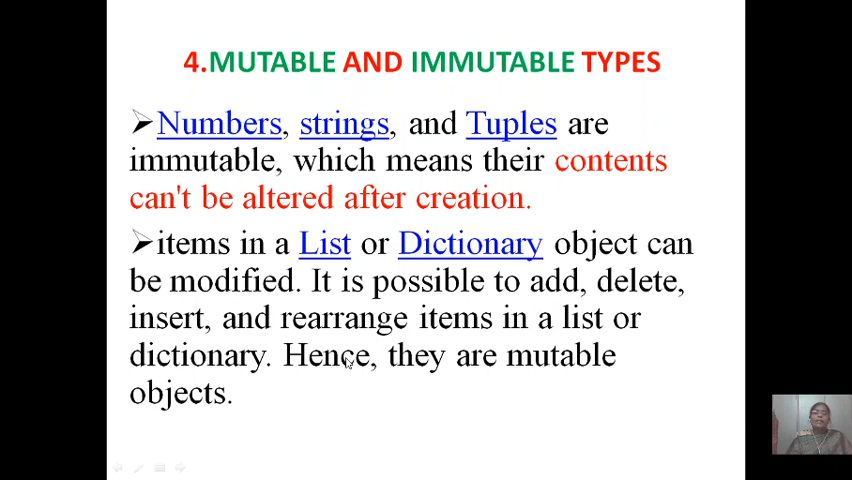 4.MUTABLE AND IMMUTABLE TYPES
➢Numbers, strings, and Tuples are
immutable, which means their contents
can't be altered after creation.
➢items in a List or Dictionary object can
be modified. It is possible to add, delete,
insert, and rearrange items in a list or
dictionary. Hence, they are mutable
objects.